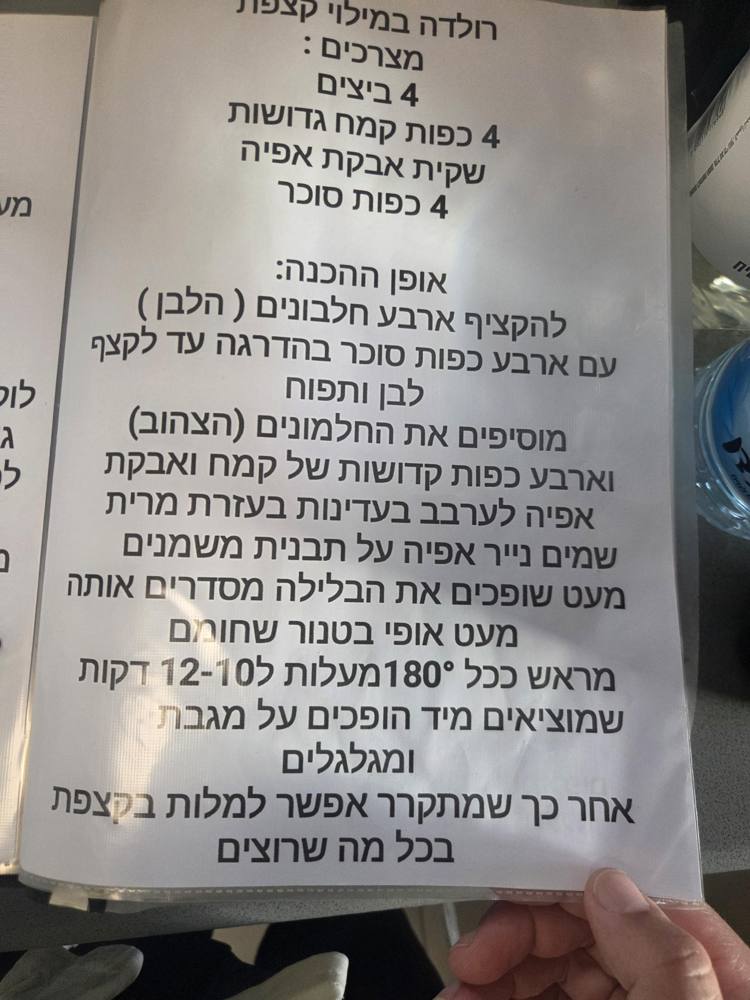 רולדה במילוי קצפת
מצרכים :
4 ביצים
4 כפות קמח גדושות
שקית אבקת אפיה
4 כפות סוכר
אופן ההכנה:
להקציף ארבע חלבונים ( הלבן )
עם ארבע כפות סוכר בהדרגה עד לקצף
לבן ותפוח
מוסיפים את החלמונים (הצהוב)
וארבע כפות קדושות של קמח ואבקת
אפיה לערבב בעדינות בעזרת מרית
שמים נייר אפיה על תבנית משמנים
מעט שופכים את הבלילה מסדרים אותה
מעט אופי בטנור שחומם
מראש ככל 180°מעלות ל12-10 דקות
שמוציאים מיד הופכים על מגבת
ומגלגלים
אחר כך שמתקרר אפשר למלות בקצפת
בכל מה שרוצים